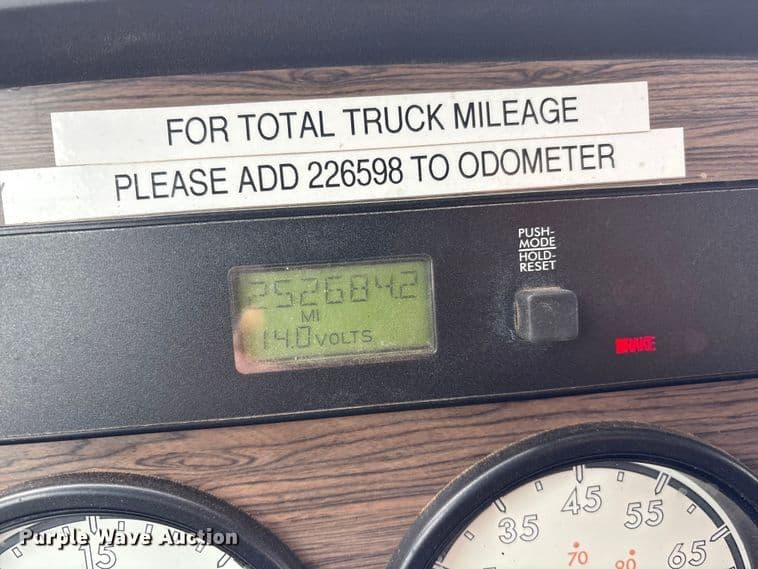 FOR TOTAL TRUCK MILEAGE
PLEASE ADD 226598 TO ODOMETER
PUSH-
MODE
HOLD-
RESET
252684.2
MI
14.0 VOLTS
BRAKE
45
35
55
65
70
80
15
Purple Wave Auction